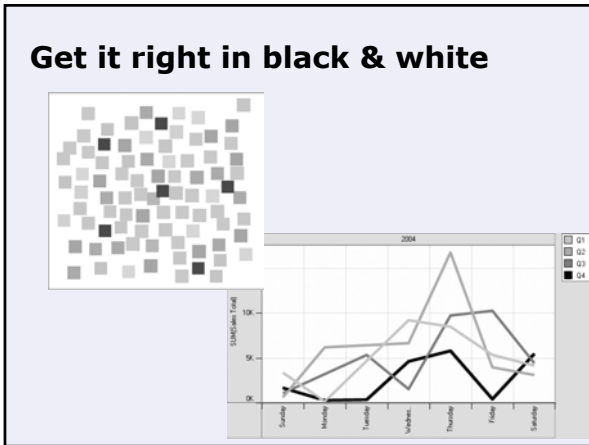 Get it right in black & white
2004
Q1
Q2
Q3
Q4
SUM(Sales Total)
10K
5K
0K
Sunday
Monday
Tuesday
Wednes...
Thursday
Friday
Saturday